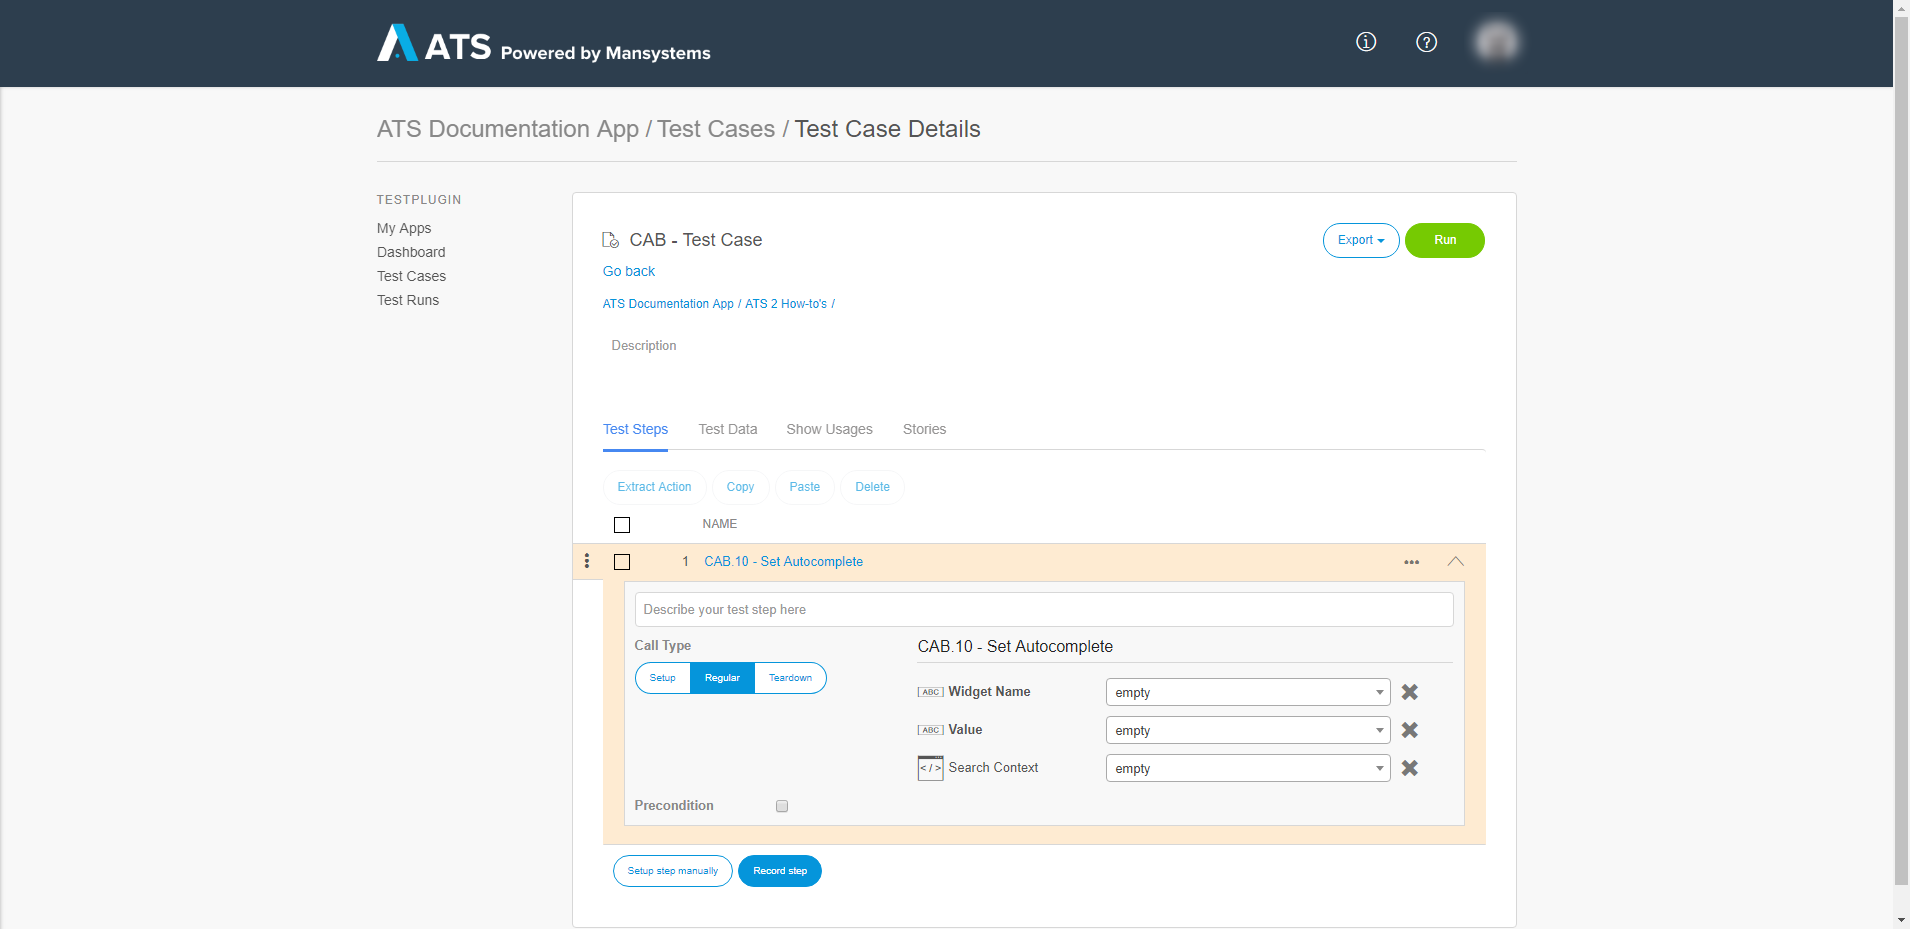 ATS Powered by Mansystems
ATS Documentation App / Test Cases / Test Case Details
TESTPLUGIN
My Apps
Dashboard
Test Cases
Test Runs
CAB - Test Case
Export
Run
Go back
ATS Documentation App / ATS 2 How-to's /
Description
Test Steps
Test Data
Show Usages
Stories
Extract Action
Copy
Paste
Delete
NAME
1 CAB.10 - Set Autocomplete
Describe your test step here
Call Type
Setup
Regular
Teardown
CAB.10 - Set Autocomplete
ABC Widget Name
empty
ABC Value
empty
</> Search Context
empty
Precondition
Setup step manually
Record step